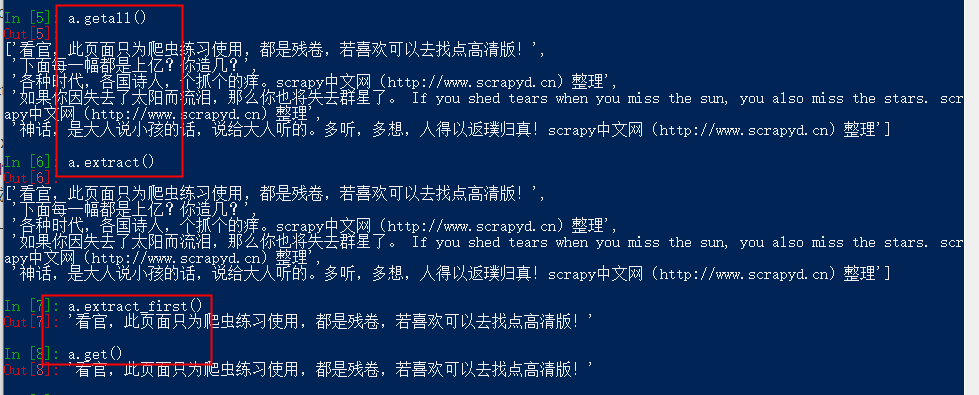 In [5]: a.getall()
Out[5]:
['看官，此页面只为爬虫练习使用，都是残卷，若喜欢可以去找点高清版！',
'下面每一幅都是上亿？你造几？',
'各种时代，各国诗人，个抓个的痒。scrapy中文网（http://www.scrapyd.cn）整理',
'如果你因失去了太阳而流泪，那么你也将失去群星了。 If you shed tears when you miss the sun, you also miss the stars. scr
apy中文网（http://www.scrapyd.cn）整理',
'神话，是大人说小孩的话，说给大人听的。多听，多想，人得以返璞归真！scrapy中文网（http://www.scrapyd.cn）整理']
In [6]: a.extract()
Out[6]:
['看官，此页面只为爬虫练习使用，都是残卷，若喜欢可以去找点高清版！',
'下面每一幅都是上亿？你造几？',
'各种时代，各国诗人，个抓个的痒。scrapy中文网（http://www.scrapyd.cn）整理',
'如果你因失去了太阳而流泪，那么你也将失去群星了。 If you shed tears when you miss the sun, you also miss the stars. scr
apy中文网（http://www.scrapyd.cn）整理',
'神话，是大人说小孩的话，说给大人听的。多听，多想，人得以返璞归真！scrapy中文网（http://www.scrapyd.cn）整理']
In [7]: a.extract_first()
Out[7]: '看官，此页面只为爬虫练习使用，都是残卷，若喜欢可以去找点高清版！'
In [8]: a.get()
Out[8]: '看官，此页面只为爬虫练习使用，都是残卷，若喜欢可以去找点高清版！'